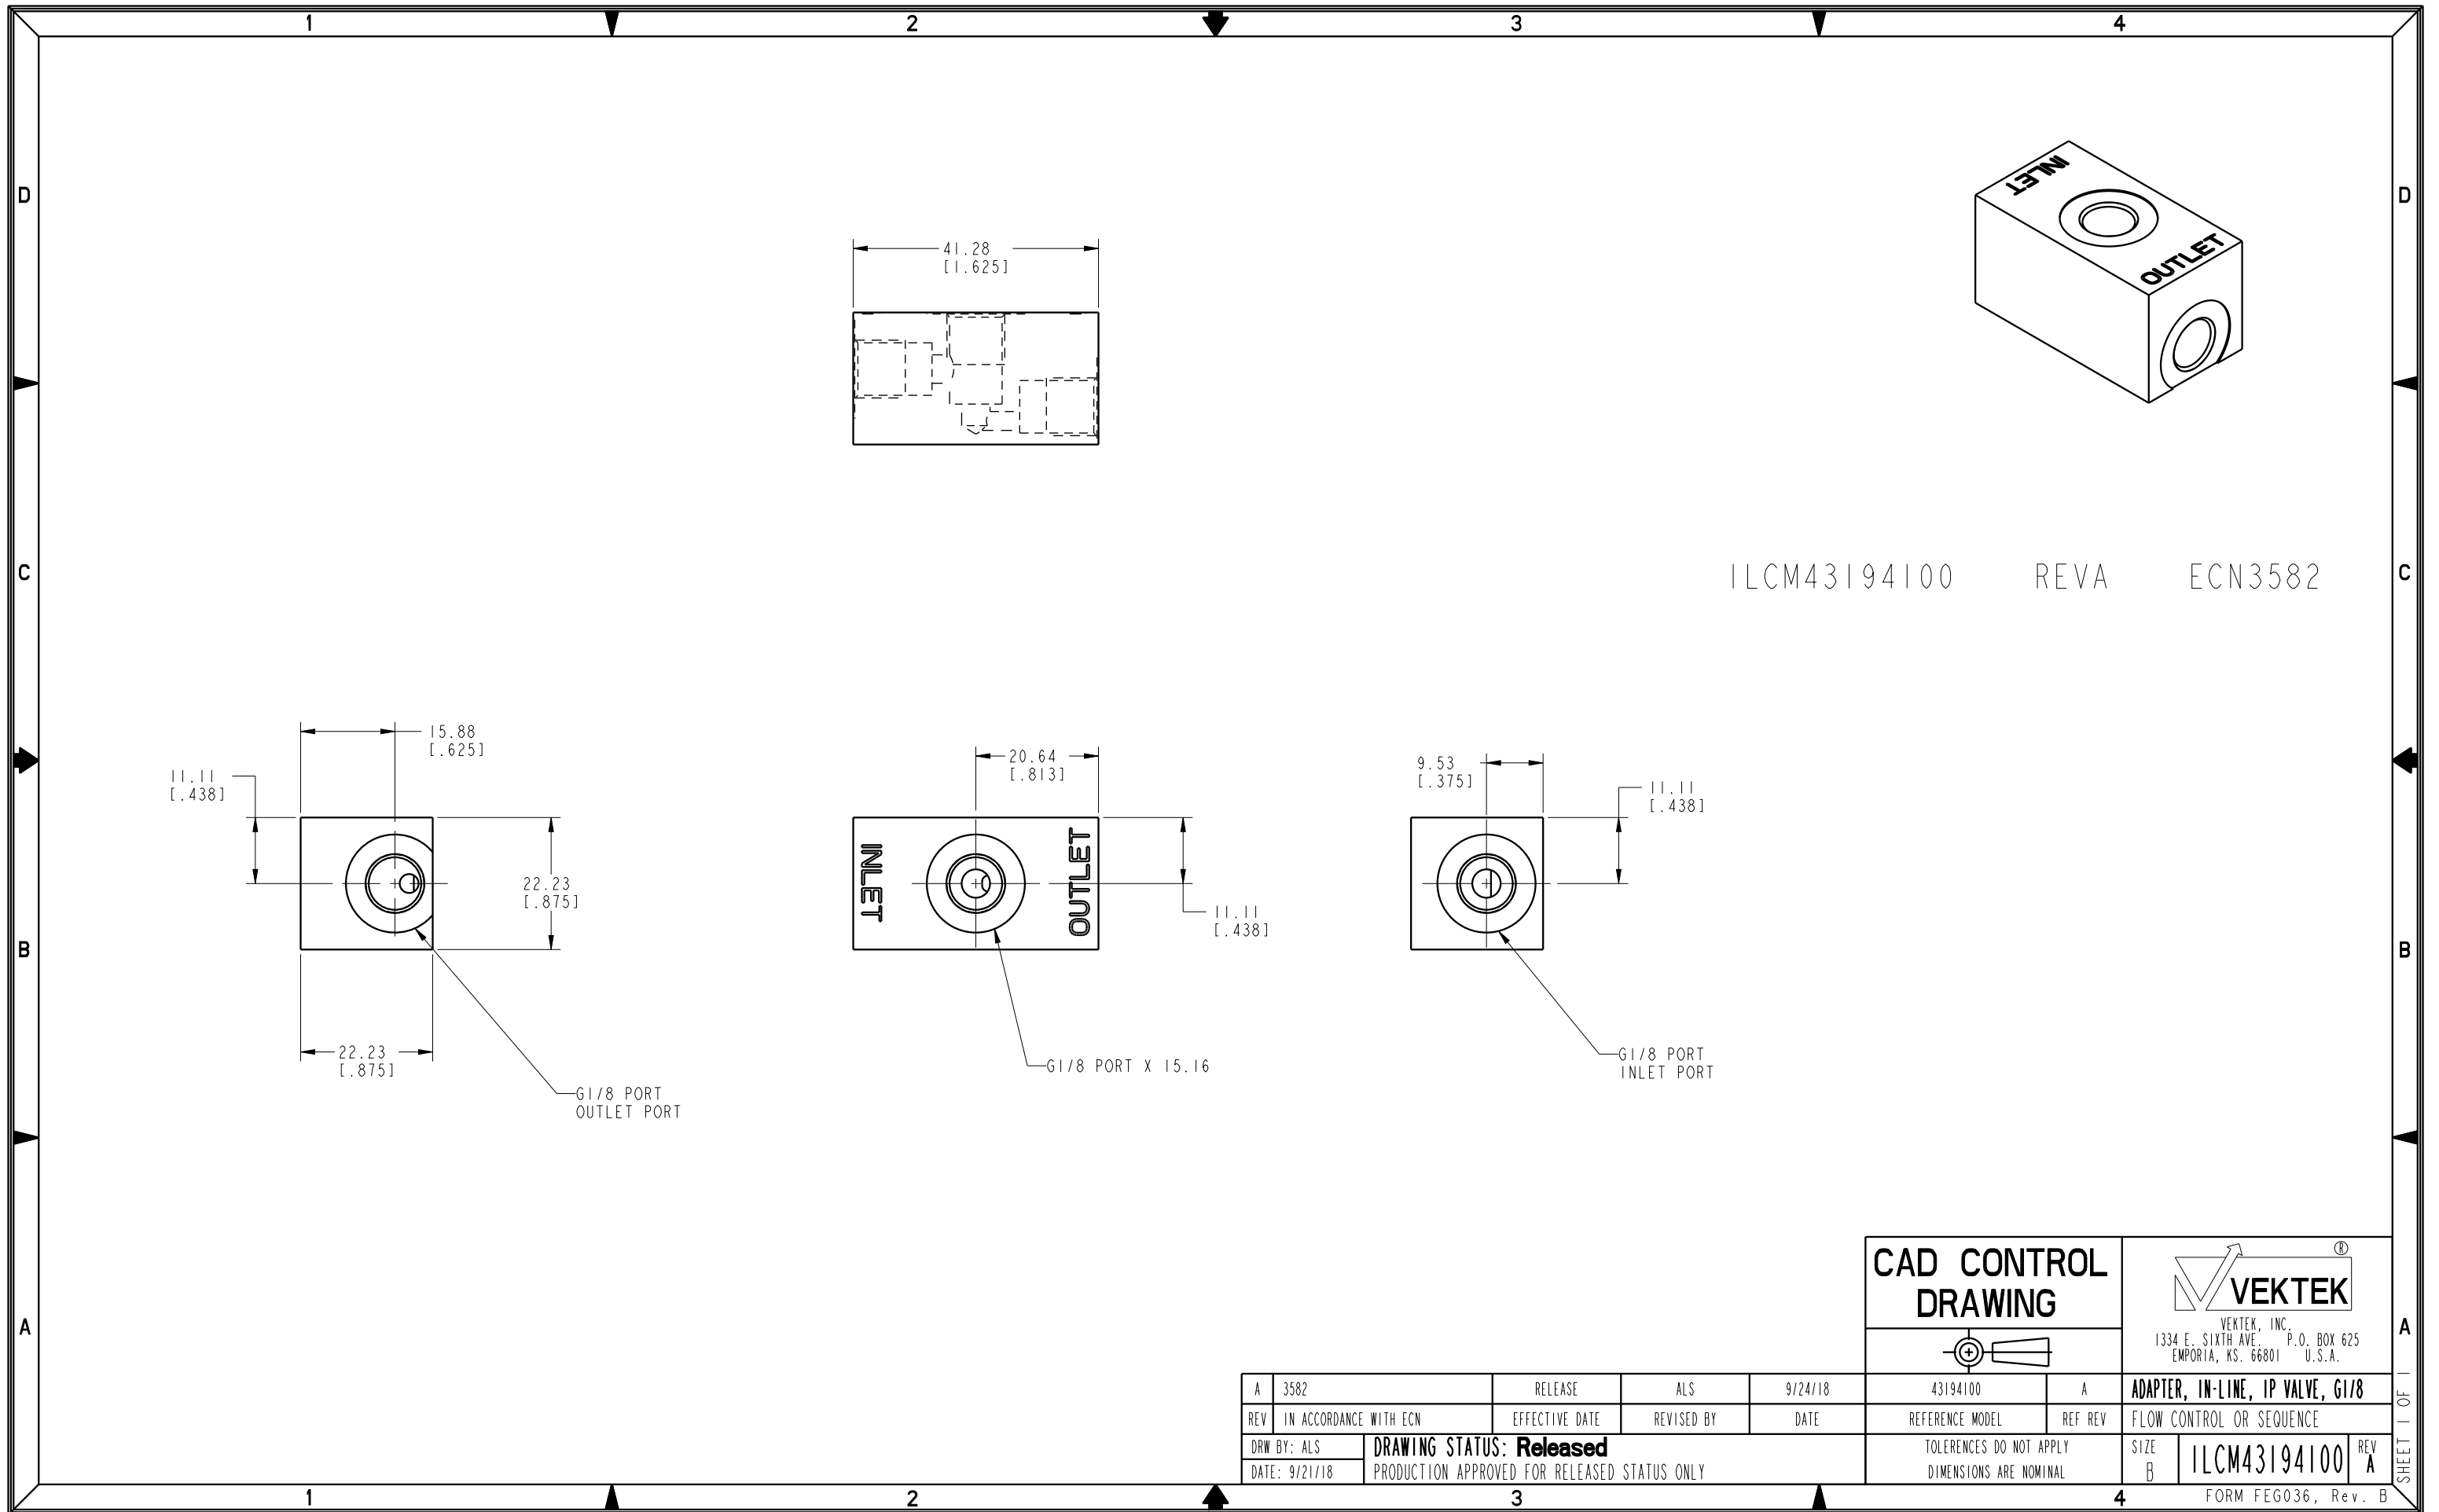 1 2 3 4
D D
INLET
OUTLET
41.28
[1.625]
C C
ILCM43194100 REVA ECN3582
15.88
[.625]
11.11
[.438]
22.23
[.875]
22.23
[.875]
G1/8 PORT
OUTLET PORT
20.64
[.813]
INLET
OUTLET
11.11
[.438]
G1/8 PORT X 15.16
9.53
[.375]
11.11
[.438]
G1/8 PORT
INLET PORT
B B
A A
CAD CONTROL
DRAWING
®
VEKTEK
VEKTEK, INC.
1334 E. SIXTH AVE. P.O. BOX 625
EMPORIA, KS. 66801 U.S.A.
A 3582 RELEASE ALS 9/24/18 43194100 A ADAPTER, IN-LINE, IP VALVE, G1/8
REV IN ACCORDANCE WITH ECN EFFECTIVE DATE REVISED BY DATE REFERENCE MODEL REF REV FLOW CONTROL OR SEQUENCE
DRW BY: ALS DRAWING STATUS: Released TOLERENCES DO NOT APPLY SIZE ILCM43194100 REV
DATE: 9/21/18 PRODUCTION APPROVED FOR RELEASED STATUS ONLY DIMENSIONS ARE NOMINAL B A
SHEET 1 OF 1
FORM FEG036, Rev. B
1 2 3 4